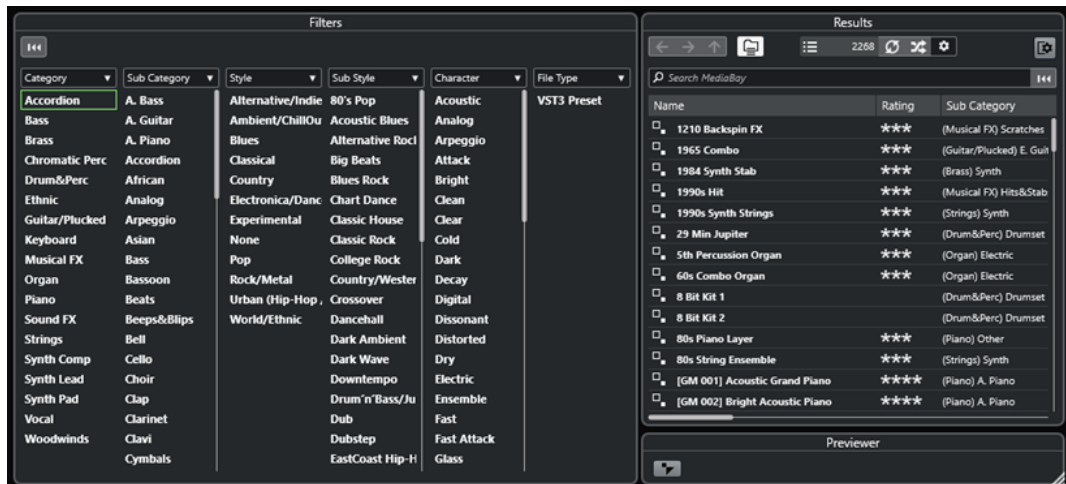 Filters
Category
Sub Category
Style
Sub Style
Character
File Type
Accordion
A. Bass
Alternative/Indie
80's Pop
Acoustic
VST3 Preset
Bass
A. Guitar
Ambient/ChillOu
Acoustic Blues
Analog
Brass
A. Piano
Blues
Alternative Rocl
Arpeggio
Chromatic Perc
Accordion
Classical
Big Beats
Attack
Drum&Perc
African
Country
Blues Rock
Bright
Ethnic
Analog
Electronica/Danc
Chart Dance
Clean
Guitar/Plucked
Arpeggio
Experimental
Classic House
Clear
Keyboard
Asian
None
Classic Rock
Cold
Musical FX
Bass
Pop
College Rock
Dark
Organ
Bassoon
Rock/Metal
Country/Wester
Decay
Piano
Beats
Urban (Hip-Hop /
Crossover
Digital
Sound FX
Beeps&Blips
World/Ethnic
Dancehall
Dissonant
Strings
Bell
Dark Ambient
Distorted
Synth Comp
Cello
Dark Wave
Dry
Synth Lead
Choir
Downtempo
Electric
Synth Pad
Clap
Drum´n´Bass/Ju
Ensemble
Vocal
Clarinet
Dub
Fast
Woodwinds
Clavi
Dubstep
Fast Attack
Cymbals
EastCoast Hip-H
Glass
Results
2268
Search MediaBay
Name
Rating
Sub Category
1210 Backspin FX
★★★
(Musical FX) Scratches
1965 Combo
★★★
(Guitar/Plucked) E. Guit
1984 Synth Stab
★★★
(Brass) Synth
1990s Hit
★★★
(Musical FX) Hits&Stab
1990s Synth Strings
★★★
(Strings) Synth
29 Min Jupiter
★★★
(Drum&Perc) Drumset
5th Percussion Organ
★★★
(Organ) Electric
60s Combo Organ
★★★
(Organ) Electric
8 Bit Kit 1
(Drum&Perc) Drumset
8 Bit Kit 2
(Drum&Perc) Drumset
80s Piano Layer
★★★
(Piano) Other
80s String Ensemble
★★★
(Strings) Synth
[GM 001] Acoustic Grand Piano
★★★★
(Piano) A. Piano
[GM 002] Bright Acoustic Piano
★★★★
(Piano) A. Piano
Previewer